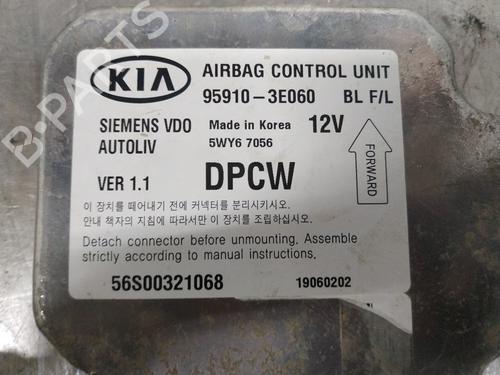 KIA
AIRBAG CONTROL UNIT
95910-3E060 BL F/L
SIEMENS VDO Made in Korea 12V
AUTOLIV 5WY6 7056
FORWARD
VER 1.1 DPCW
이 장치를 떼어내기 전에 커넥터를 분리시키시오.
안내 책자의 지침에 따라서만 이 장치를 조립하십시오.
Detach connector before unmounting. Assemble
strictly according to manual instructions.
56S00321068 19060202
B-PARTS